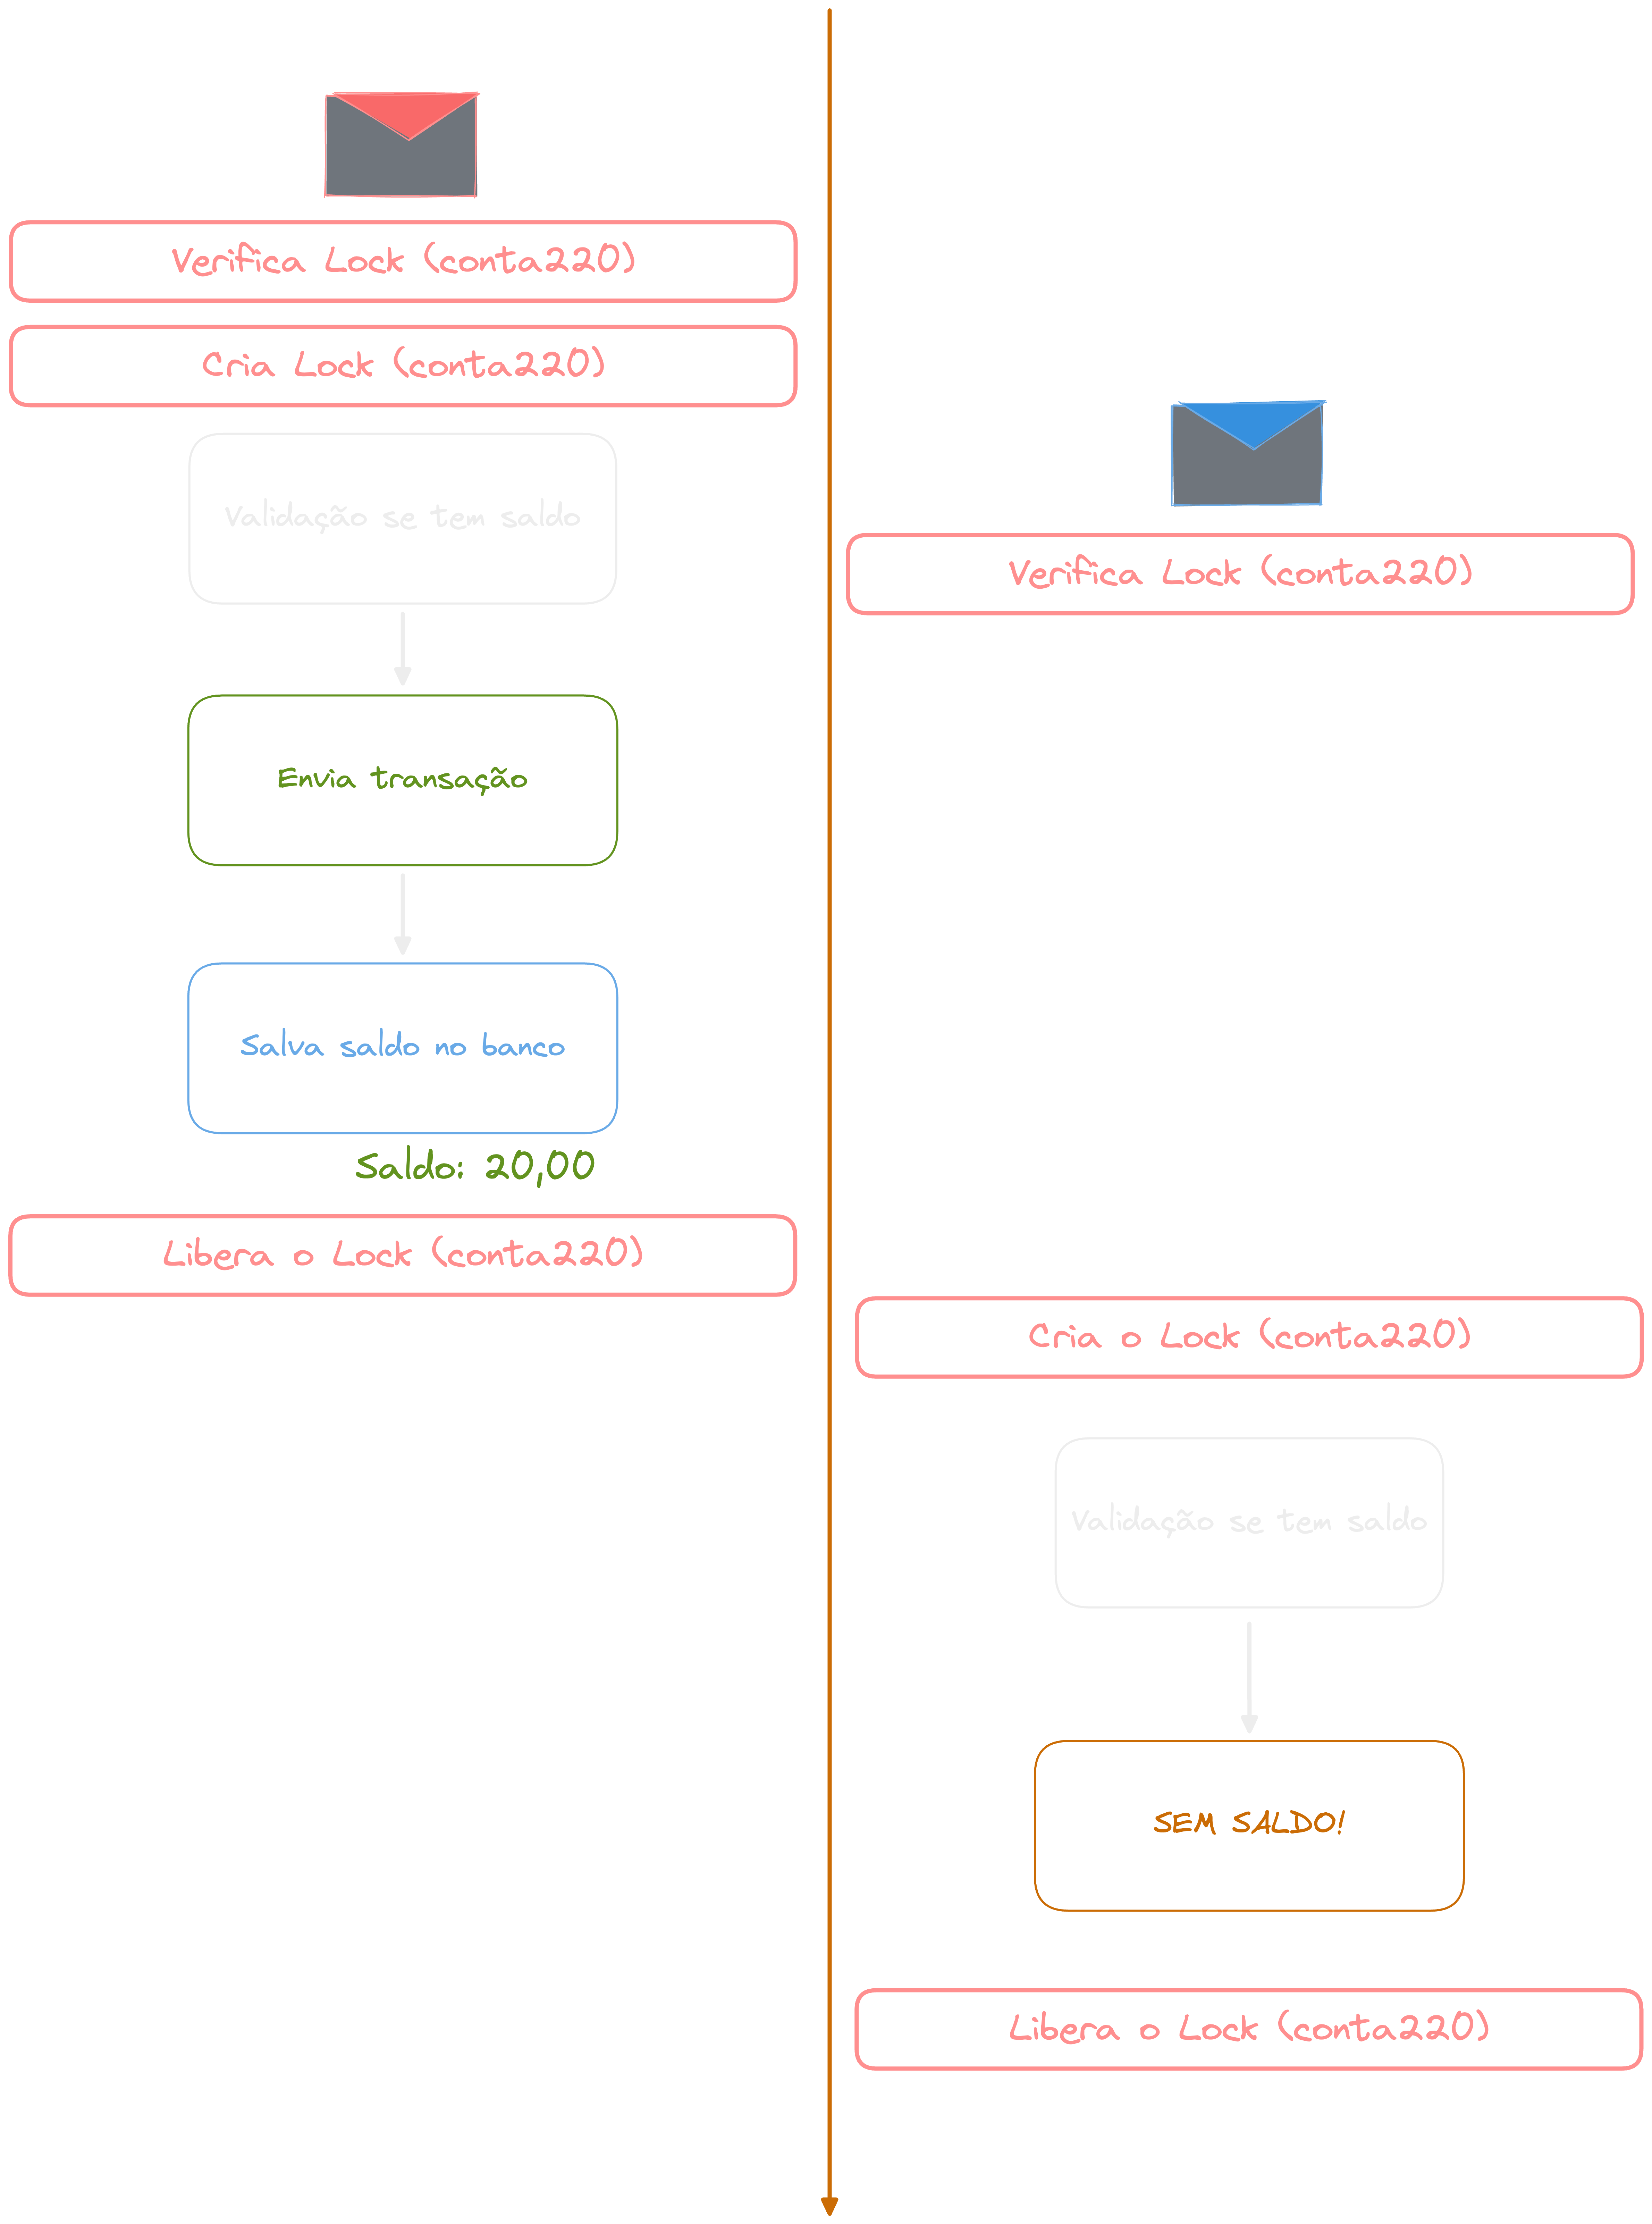 Verifica Lock (conta220)
Cria Lock (conta220)
Validação se tem saldo
Envia transação
Salva saldo no banco
Saldo: 20,00
Libera o Lock (conta220)
Verifica Lock (conta220)
Cria o Lock (conta220)
Validação se tem saldo
SEM SALDO!
Libera o Lock (conta220)